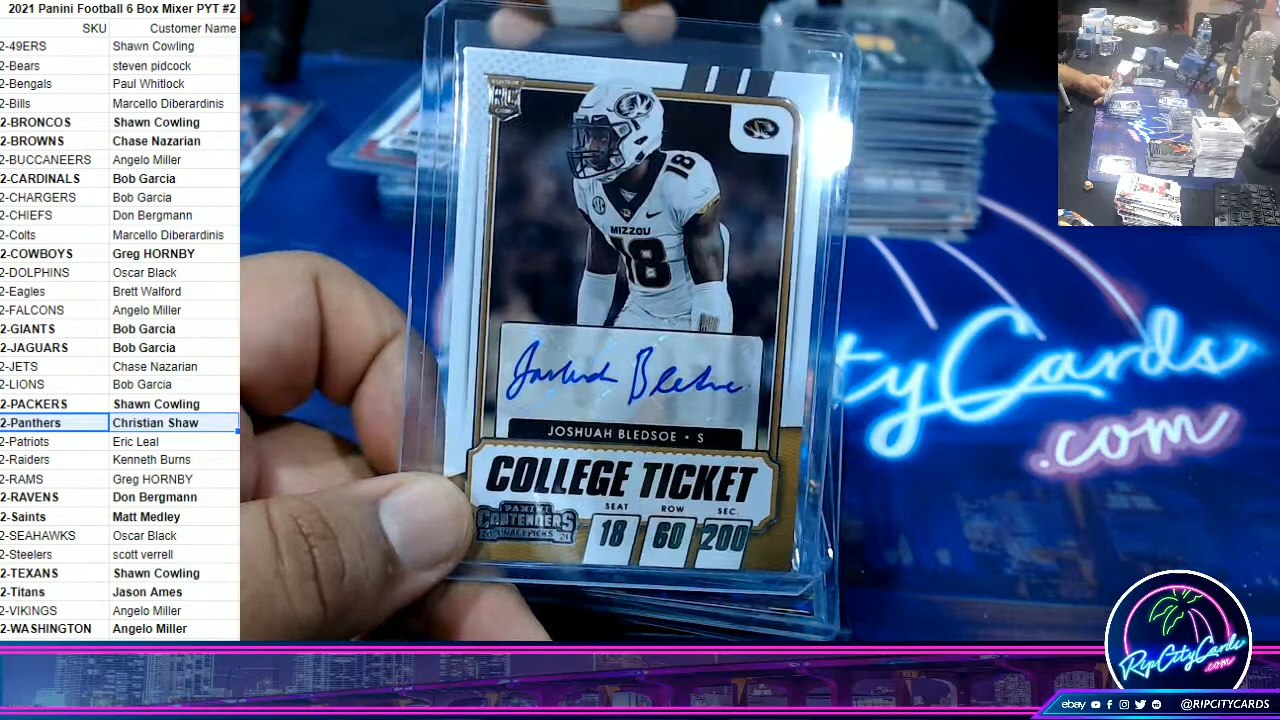 2021 Panini Football 6 Box Mixer PYT #2
SKU Customer Name
2-49ERS Shawn Cowling
2-Bears steven pidcock
2-Bengals Paul Whitlock
2-Bills Marcello Diberardinis
2-BRONCOS Shawn Cowling
2-BROWNS Chase Nazarian
2-BUCCANEERS Angelo Miller
2-CARDINALS Bob Garcia
2-CHARGERS Bob Garcia
2-CHIEFS Don Bergmann
2-Colts Marcello Diberardinis
2-COWBOYS Greg HORNBY
2-DOLPHINS Oscar Black
2-Eagles Brett Walford
2-FALCONS Angelo Miller
2-GIANTS Bob Garcia
2-JAGUARS Bob Garcia
2-JETS Chase Nazarian
2-LIONS Bob Garcia
2-PACKERS Shawn Cowling
2-Panthers Christian Shaw
2-Patriots Eric Leal
2-Raiders Kenneth Burns
2-RAMS Greg HORNBY
2-RAVENS Don Bergmann
2-Saints Matt Medley
2-SEAHAWKS Oscar Black
2-Steelers scott verrell
2-TEXANS Shawn Cowling
2-Titans Jason Ames
2-VIKINGS Angelo Miller
2-WASHINGTON Angelo Miller
RC
18
MIZZOU
18
Joshuah Bledsoe
JOSHUAH BLEDSOE • S
COLLEGE TICKET
SEAT ROW SEC.
18 60 200
PANINI
CONTENDERS
DRAFT PICKS
tyCards
.com
RipCityCards
.com
ebay @RIPCITYCARDS